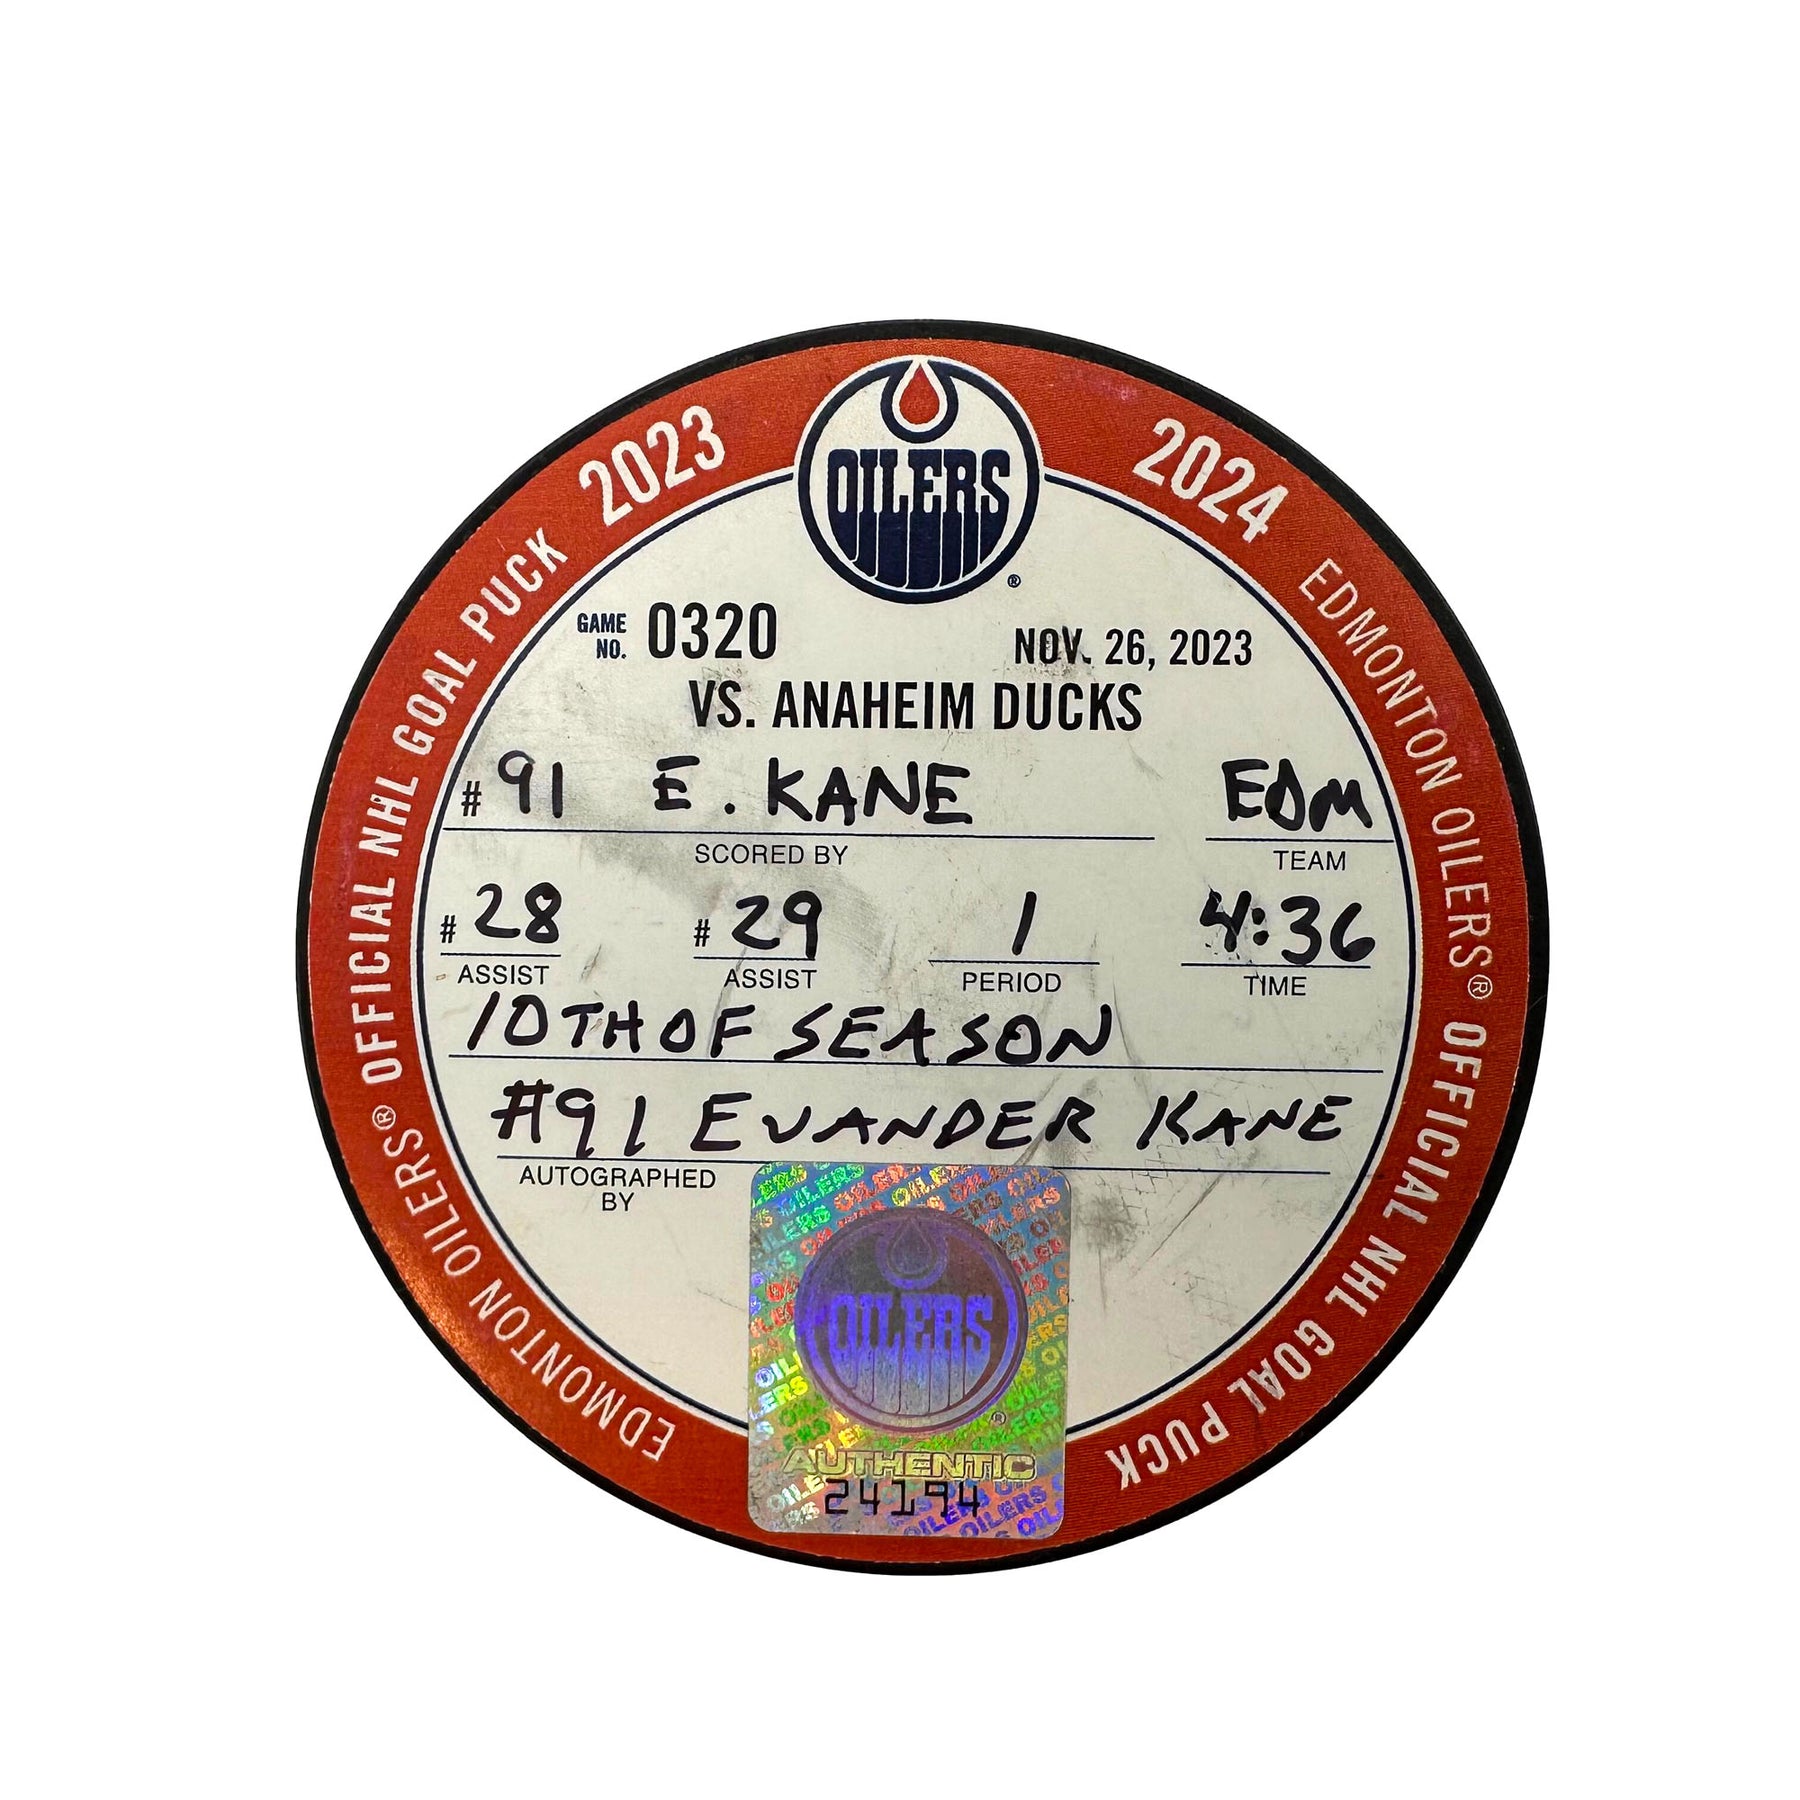 2023
2024
OFFICIAL NHL GOAL PUCK
EDMONTON OILERS®
OFFICIAL NHL GOAL PUCK
EDMONTON OILERS®
OILERS
®
GAME NO. 0320
NOV. 26, 2023
VS. ANAHEIM DUCKS
# 91 E. KANE EDM
SCORED BY TEAM
# 28 # 29 1 4:36
ASSIST ASSIST PERIOD TIME
10TH OF SEASON
#91 EVANDER KANE
AUTOGRAPHED
BY
OILERS
®
AUTHENTIC
24194